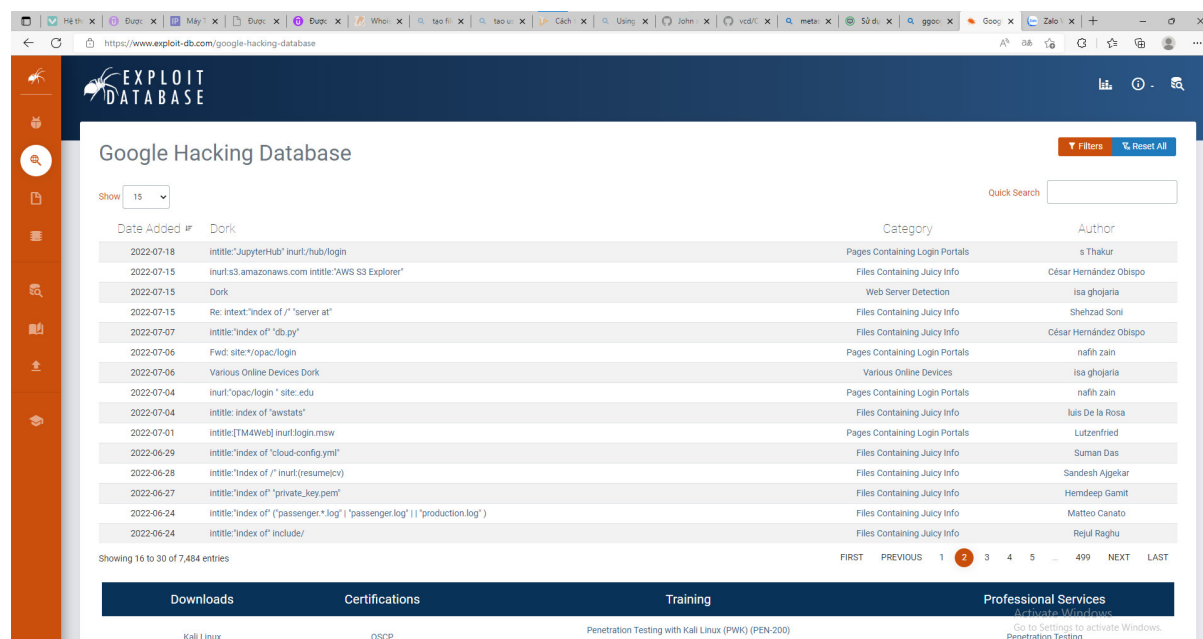 Hệ th
Được
Máy T
Được
Được
Whois
tao fil
tao us
Cách
Using
John
vcd/C
metas
Sử dụ
ggoo
Goog
Zalo
https://www.exploit-db.com/google-hacking-database
EXPLOIT
DATABASE
Google Hacking Database
Filters Reset All
Show 15 Quick Search
Date Added Dork Category Author
2022-07-18 intitle:"JupyterHub" inurl:/hub/login Pages Containing Login Portals s Thakur
2022-07-15 inurl:s3.amazonaws.com intitle:"AWS S3 Explorer" Files Containing Juicy Info César Hernández Obispo
2022-07-15 Dork Web Server Detection isa ghojaria
2022-07-15 Re: intext:"index of /" "server at" Files Containing Juicy Info Shehzad Soni
2022-07-07 intitle:"index of" "db.py" Files Containing Juicy Info César Hernández Obispo
2022-07-06 Fwd: site:*/opac/login Pages Containing Login Portals nafih zain
2022-07-06 Various Online Devices Dork Various Online Devices isa ghojaria
2022-07-04 inurl:"opac/login " site:.edu Pages Containing Login Portals nafih zain
2022-07-04 intitle: index of "awstats" Files Containing Juicy Info luis De la Rosa
2022-07-01 intitle:[TM4Web] inurl:login.msw Pages Containing Login Portals Lutzenfried
2022-06-29 intitle:"index of "cloud-config.yml" Files Containing Juicy Info Suman Das
2022-06-28 intitle:"Index of /" inurl:(resume|cv) Files Containing Juicy Info Sandesh Ajgekar
2022-06-27 intitle:"index of" "private_key.pem" Files Containing Juicy Info Hemdeep Gamit
2022-06-24 intitle:"index of" ("passenger.*.log" | "passenger.log" | | "production.log" ) Files Containing Juicy Info Matteo Canato
2022-06-24 intitle:"index of" include/ Files Containing Juicy Info Rejul Raghu
Showing 16 to 30 of 7,484 entries FIRST PREVIOUS 1 2 3 4 5 … 499 NEXT LAST
Downloads Certifications Training Professional Services
Activate Windows
Go to Settings to activate Windows.
Kali Linux OSCP Penetration Testing with Kali Linux (PWK) (PEN-200) Penetration Testing